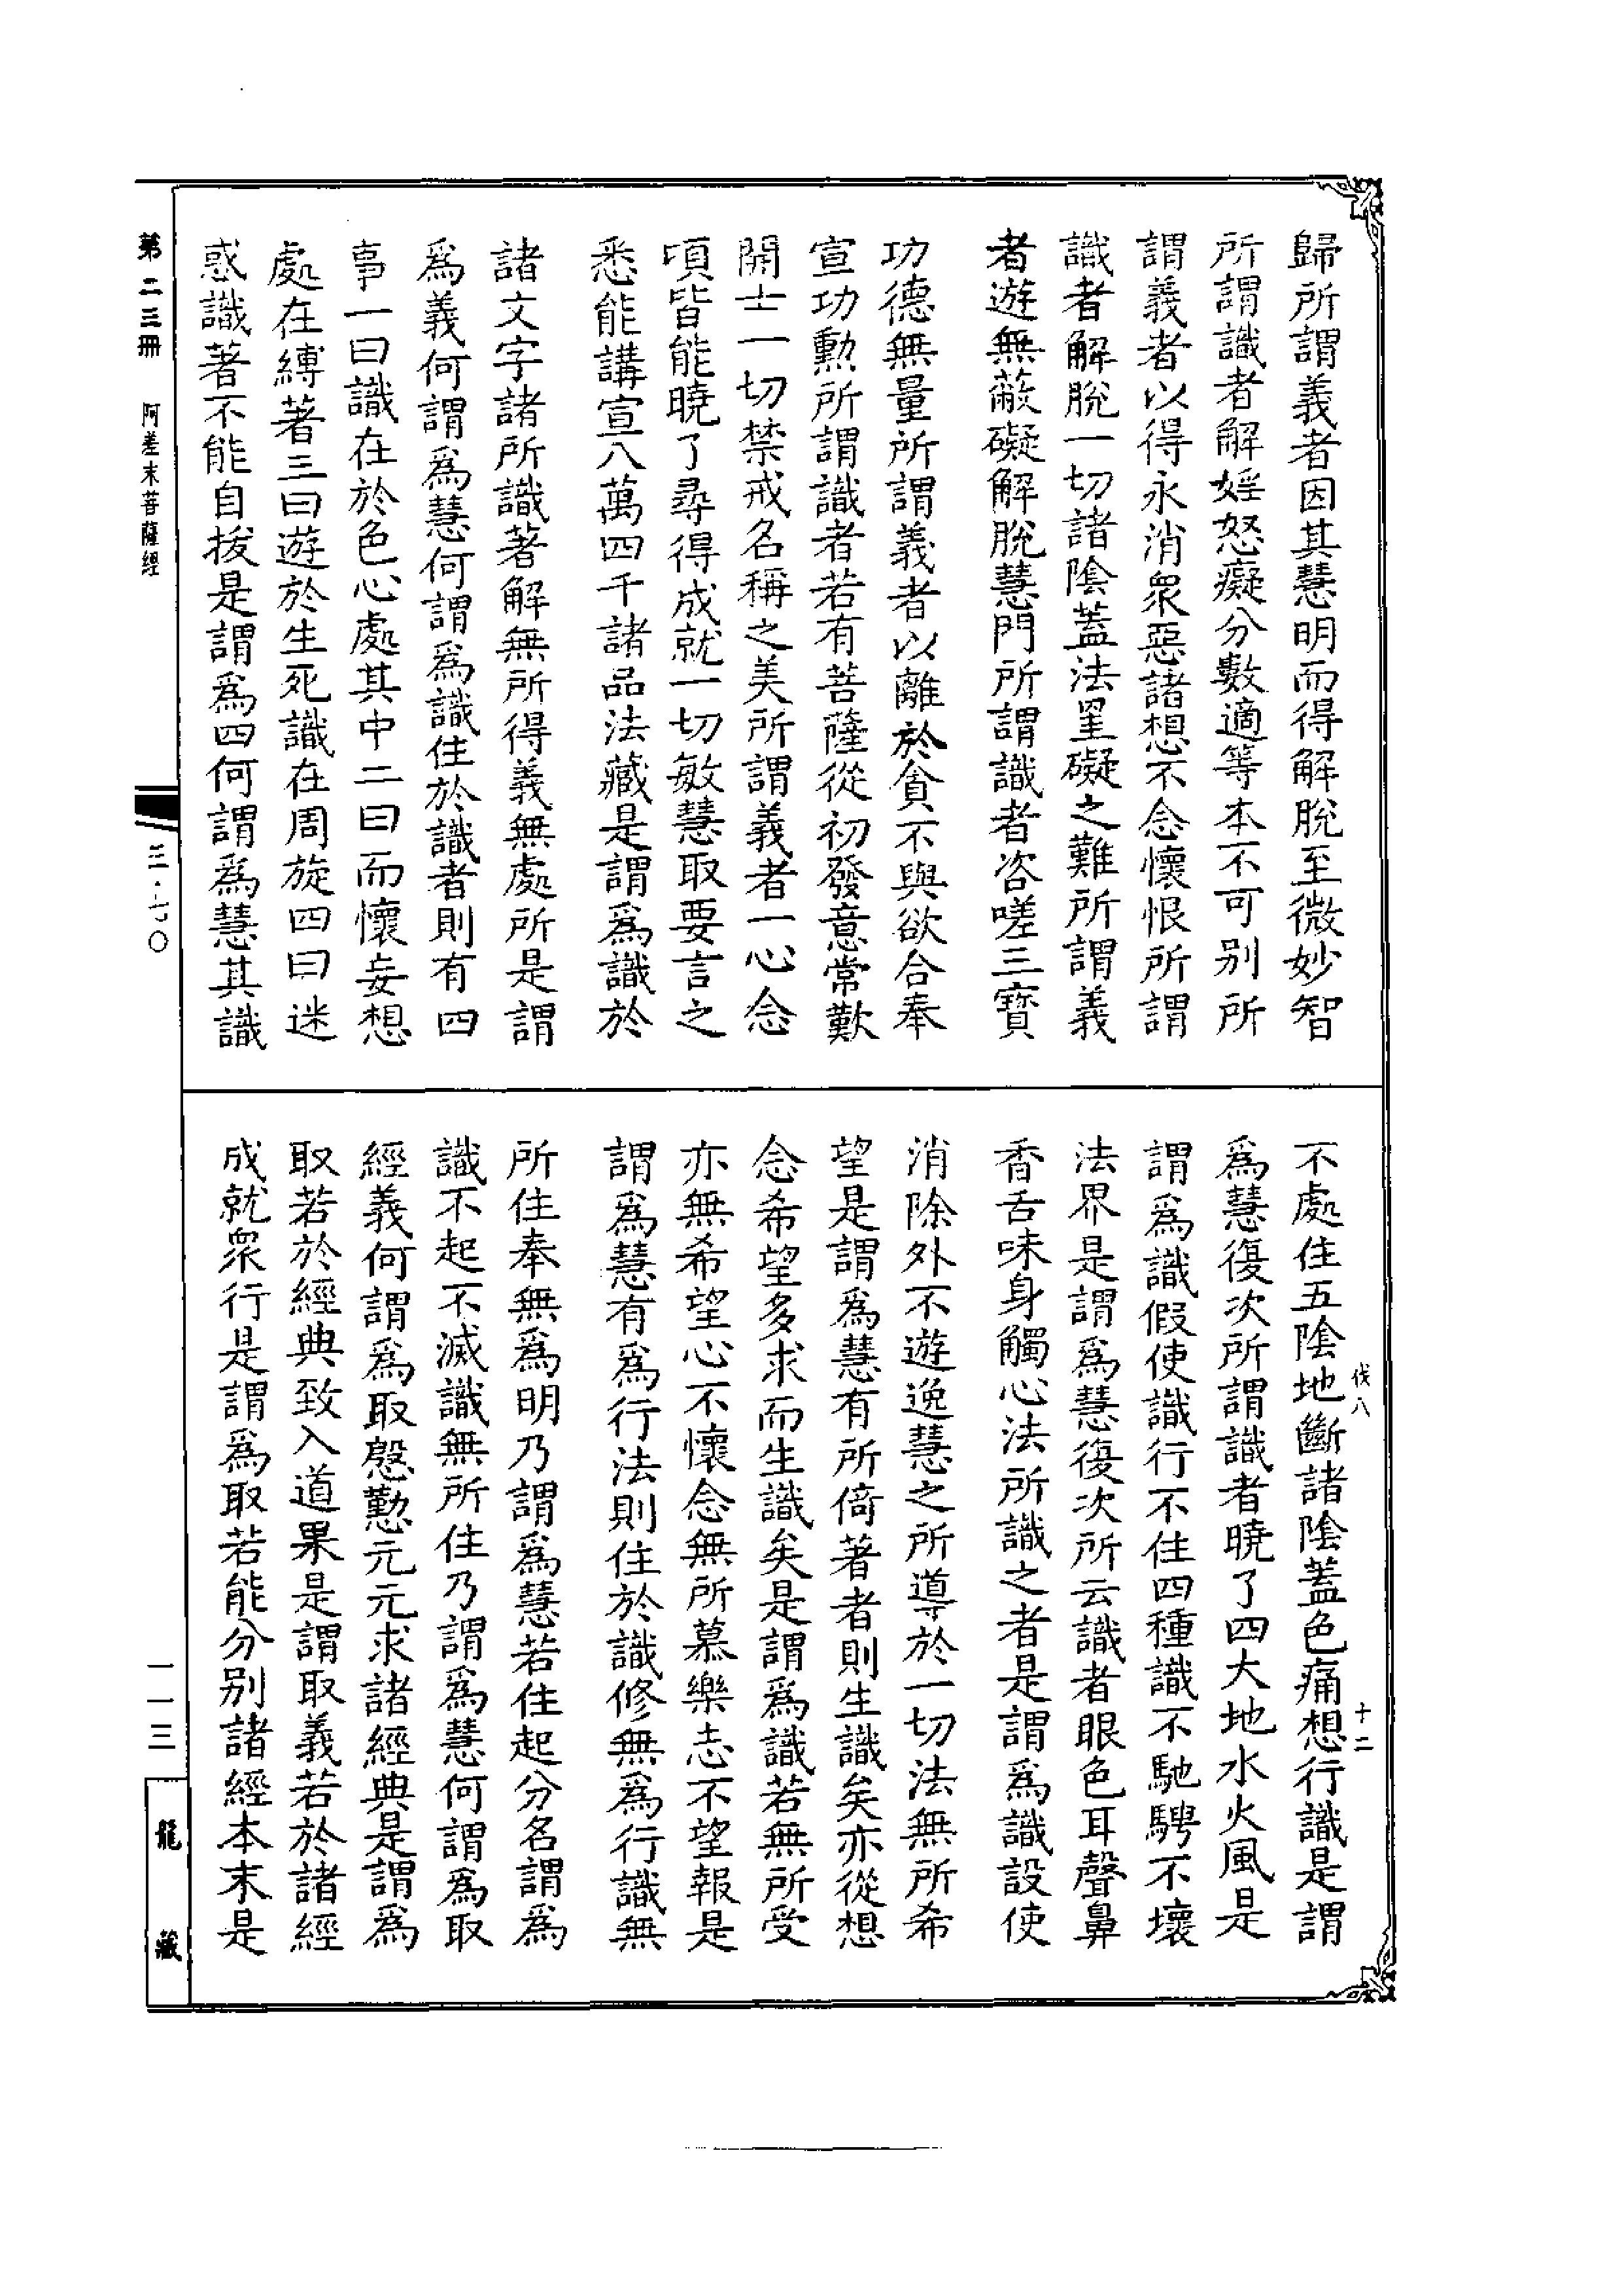 歸所謂義者因其慧明而得解脫至微妙智
所謂識者解婬怒癡分數適等本不可別所
謂義者以得永消衆惡諸想不念懷恨所謂
識者解脫一切諸陰蓋法罣礙之難所謂義
者遊無蔽礙解脫慧門所謂識者咨嗟三寶
功德無量所謂義者以離於貪不與欲合奉
宣功勳所謂識者若有菩薩從初發意常歎
開士一切禁戒名稱之美所謂義者一心念
頃皆能曉了尋得成就一切敏慧取要言之
悉能講宣八萬四千諸品法藏是謂爲識於
諸文字諸所識著解無所得義無處所是謂
爲義何謂爲慧何謂爲識住於識者則有四
事一曰識在於色心處其中二曰而懷妄想
處在縛著三曰遊於生死識在周旋四曰迷
惑識著不能自拔是謂爲四何謂爲慧其識
不處住五陰地斷諸陰蓋色痛想行識是謂
爲慧復次所謂識者曉了四大地水火風是
謂爲識假使識行不住四種識不馳騁不壞
法界是謂爲慧復次所云識者眼色耳聲鼻
香舌味身觸心法所識之者是謂爲識設使
消除外不遊逸慧之所導於一切法無所希
望是謂爲慧有所倚著者則生識矣亦從想
念希望多求而生識矣是謂爲識若無所受
亦無希望心不懷念無所慕樂志不望報是
謂爲慧有爲行法則住於識修無爲行識無
所住奉無爲明乃謂爲慧若住起分名謂爲
識不起不滅識無所住乃謂爲慧何謂爲取
經義何謂爲取慇懃元元求諸經典是謂爲
取若於經典致入道果是謂取義若於諸經
成就衆行是謂爲取若能分別諸經本末是
伐八
十二
第二三冊
阿差末菩薩經
一一三
龍藏